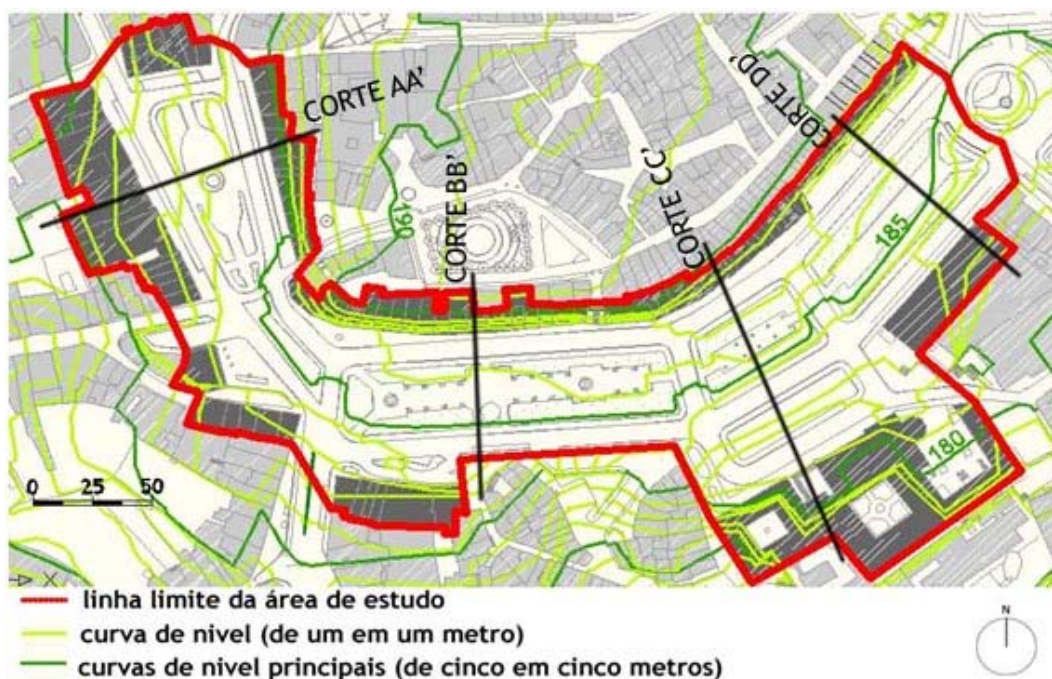 CORTE AA'
CORTE BB'
CORTE CC'
CORTE DD'
190
185
180
0 25 50
X
N
linha limite da área de estudo
curva de nivel (de um em um metro)
curvas de nivel principais (de cinco em cinco metros)